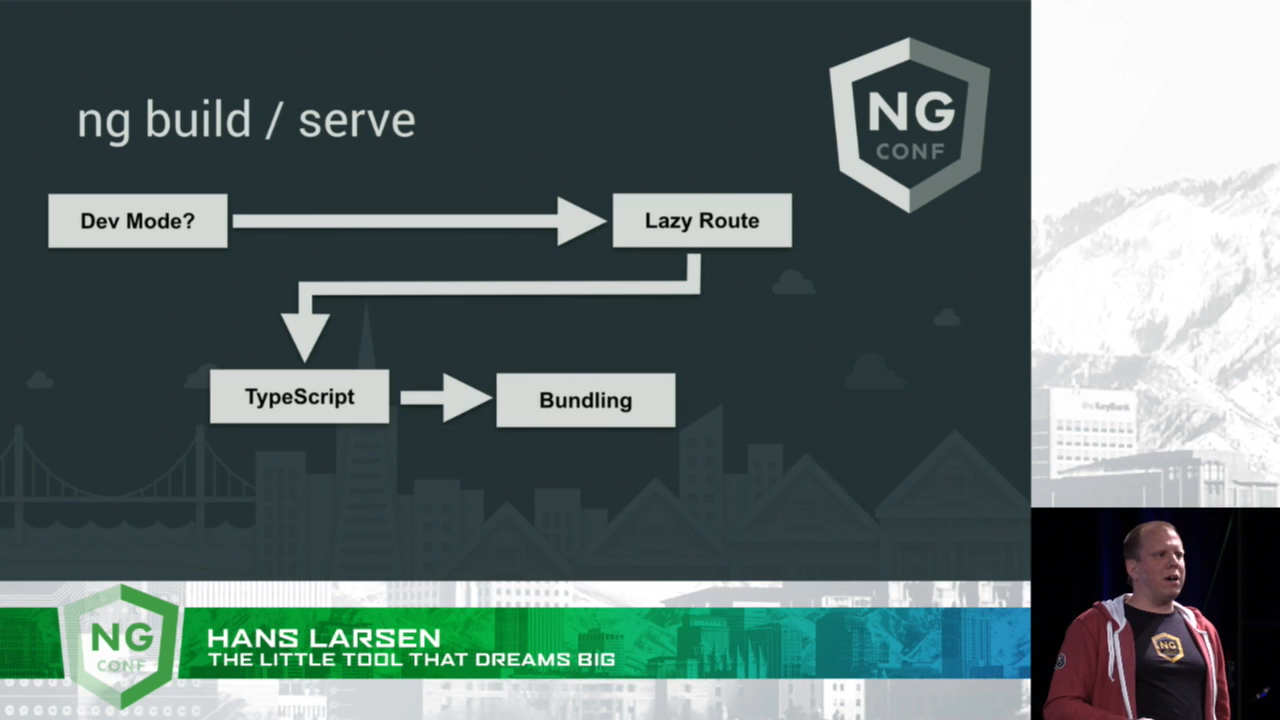 ng build / serve
NG
CONF
Dev Mode?
Lazy Route
TypeScript
Bundling
KeyBank
NG
CONF
HANS LARSEN
THE LITTLE TOOL THAT DREAMS BIG
NG